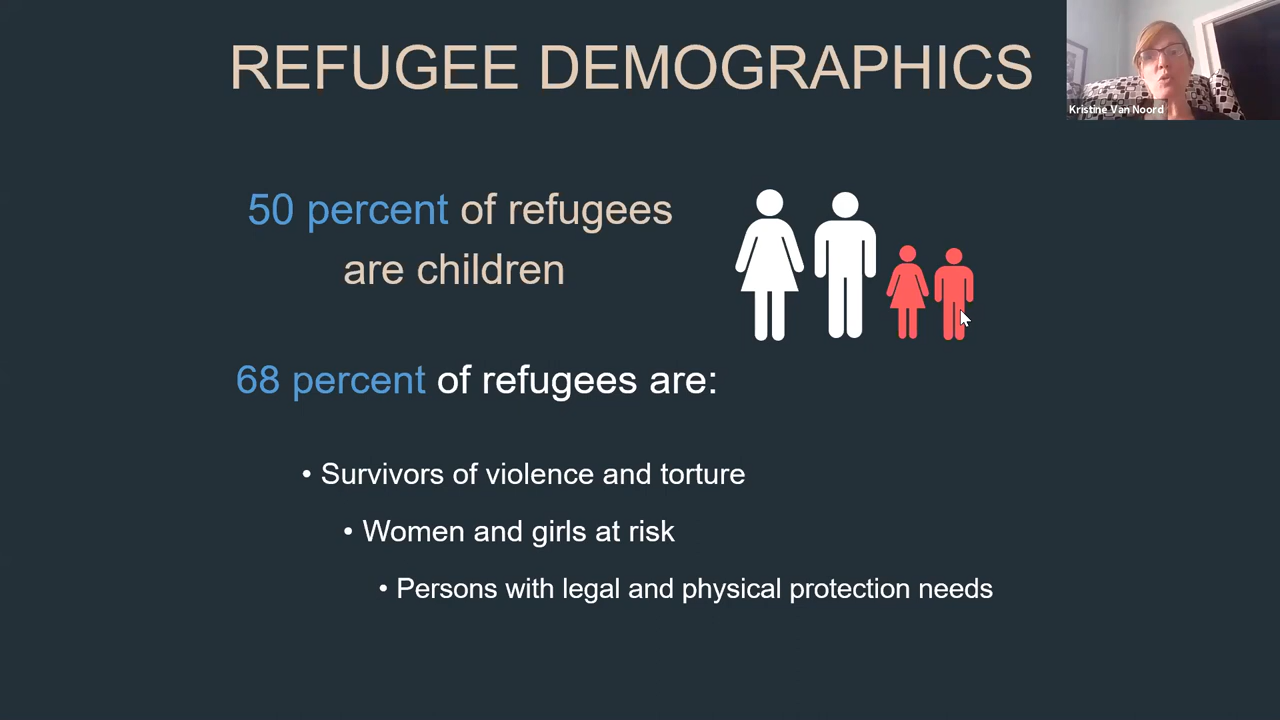 REFUGEE DEMOGRAPHICS
Kristine Van Noord
50 percent of refugees
are children
68 percent of refugees are:
• Survivors of violence and torture
• Women and girls at risk
• Persons with legal and physical protection needs